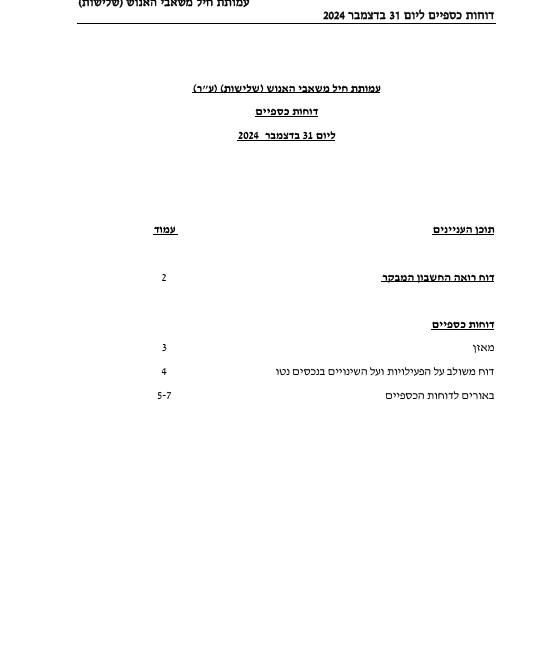 עמותת חיל משאבי האנוש (שלישות)
דוחות כספיים ליום 31 בדצמבר 2024
עמותת חיל משאבי האנוש (שלישות) (ע״ר)
דוחות כספיים
ליום 31 בדצמבר 2024
תוכן העניינים עמוד
דוח רואה החשבון המבקר 2
דוחות כספיים
מאזן 3
דוח משולב על הפעילויות ועל השינויים בנכסים נטו 4
באורים לדוחות הכספיים 5-7